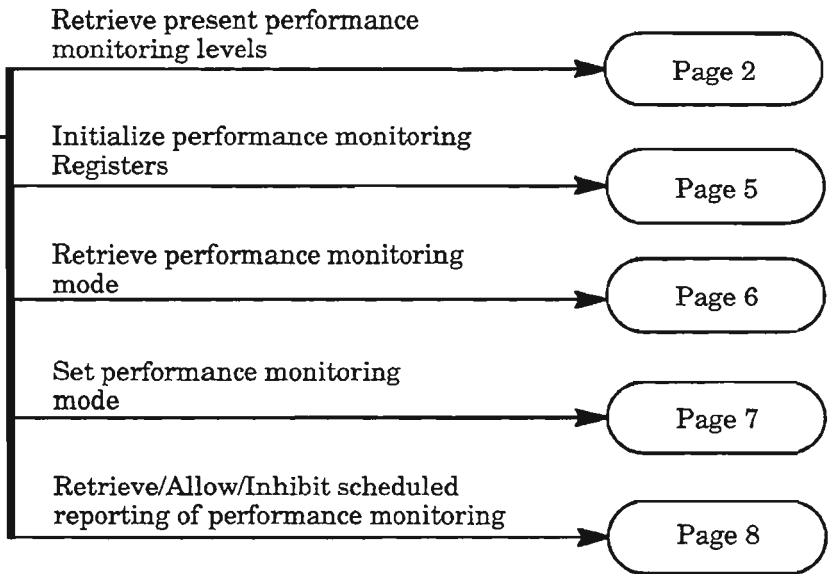 Retrieve present performance
monitoring levels
Page 2
Initialize performance monitoring
Registers
Page 5
Retrieve performance monitoring
mode
Page 6
Set performance monitoring
mode
Page 7
Retrieve/Allow/Inhibit scheduled
reporting of performance monitoring
Page 8